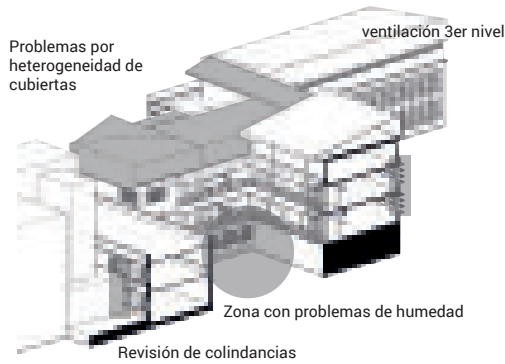 Problemas por
heterogeneidad de
cubiertas
ventilación 3er nivel
Zona con problemas de humedad
Revisión de colindancias